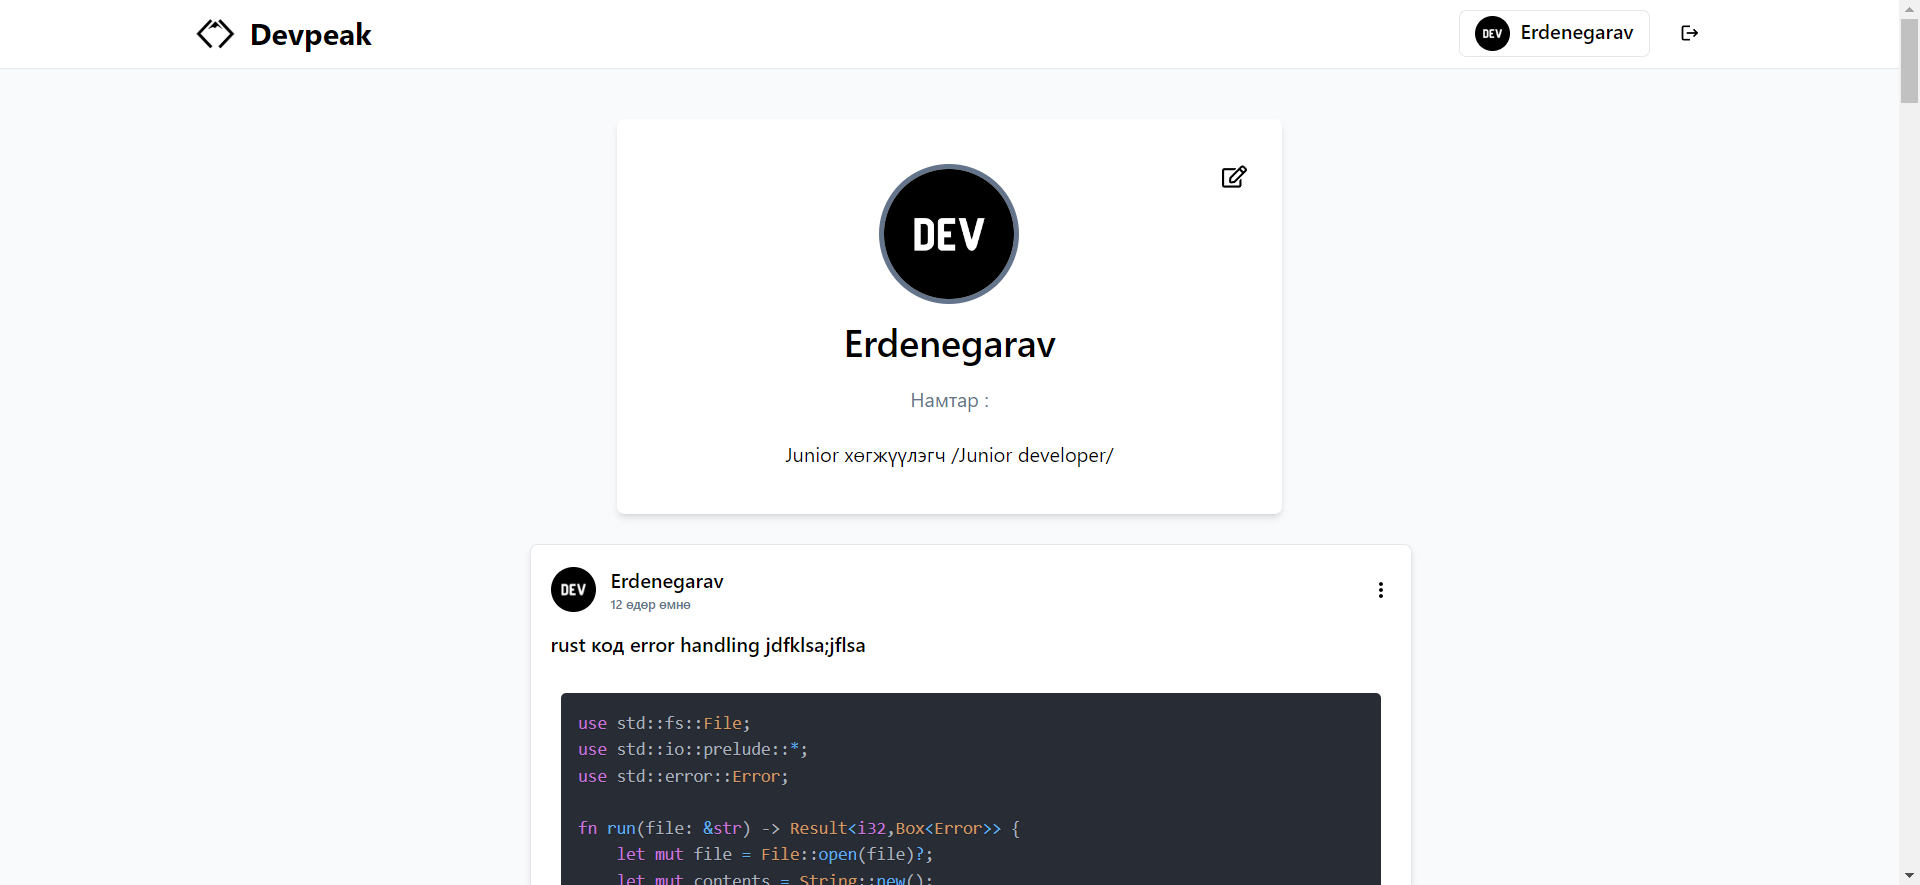 Devpeak
DEV Erdenegarav
DEV
Erdenegarav
Намтар :
Junior хөгжүүлэгч /Junior developer/
DEV Erdenegarav
12 өдөр өмнө
rust код error handling jdfklsa;jflsa
use std::fs::File;
use std::io::prelude::*;
use std::error::Error;
fn run(file: &str) -> Result<i32,Box<Error>> {
let mut file = File::open(file)?;
let mut contents = String::new();